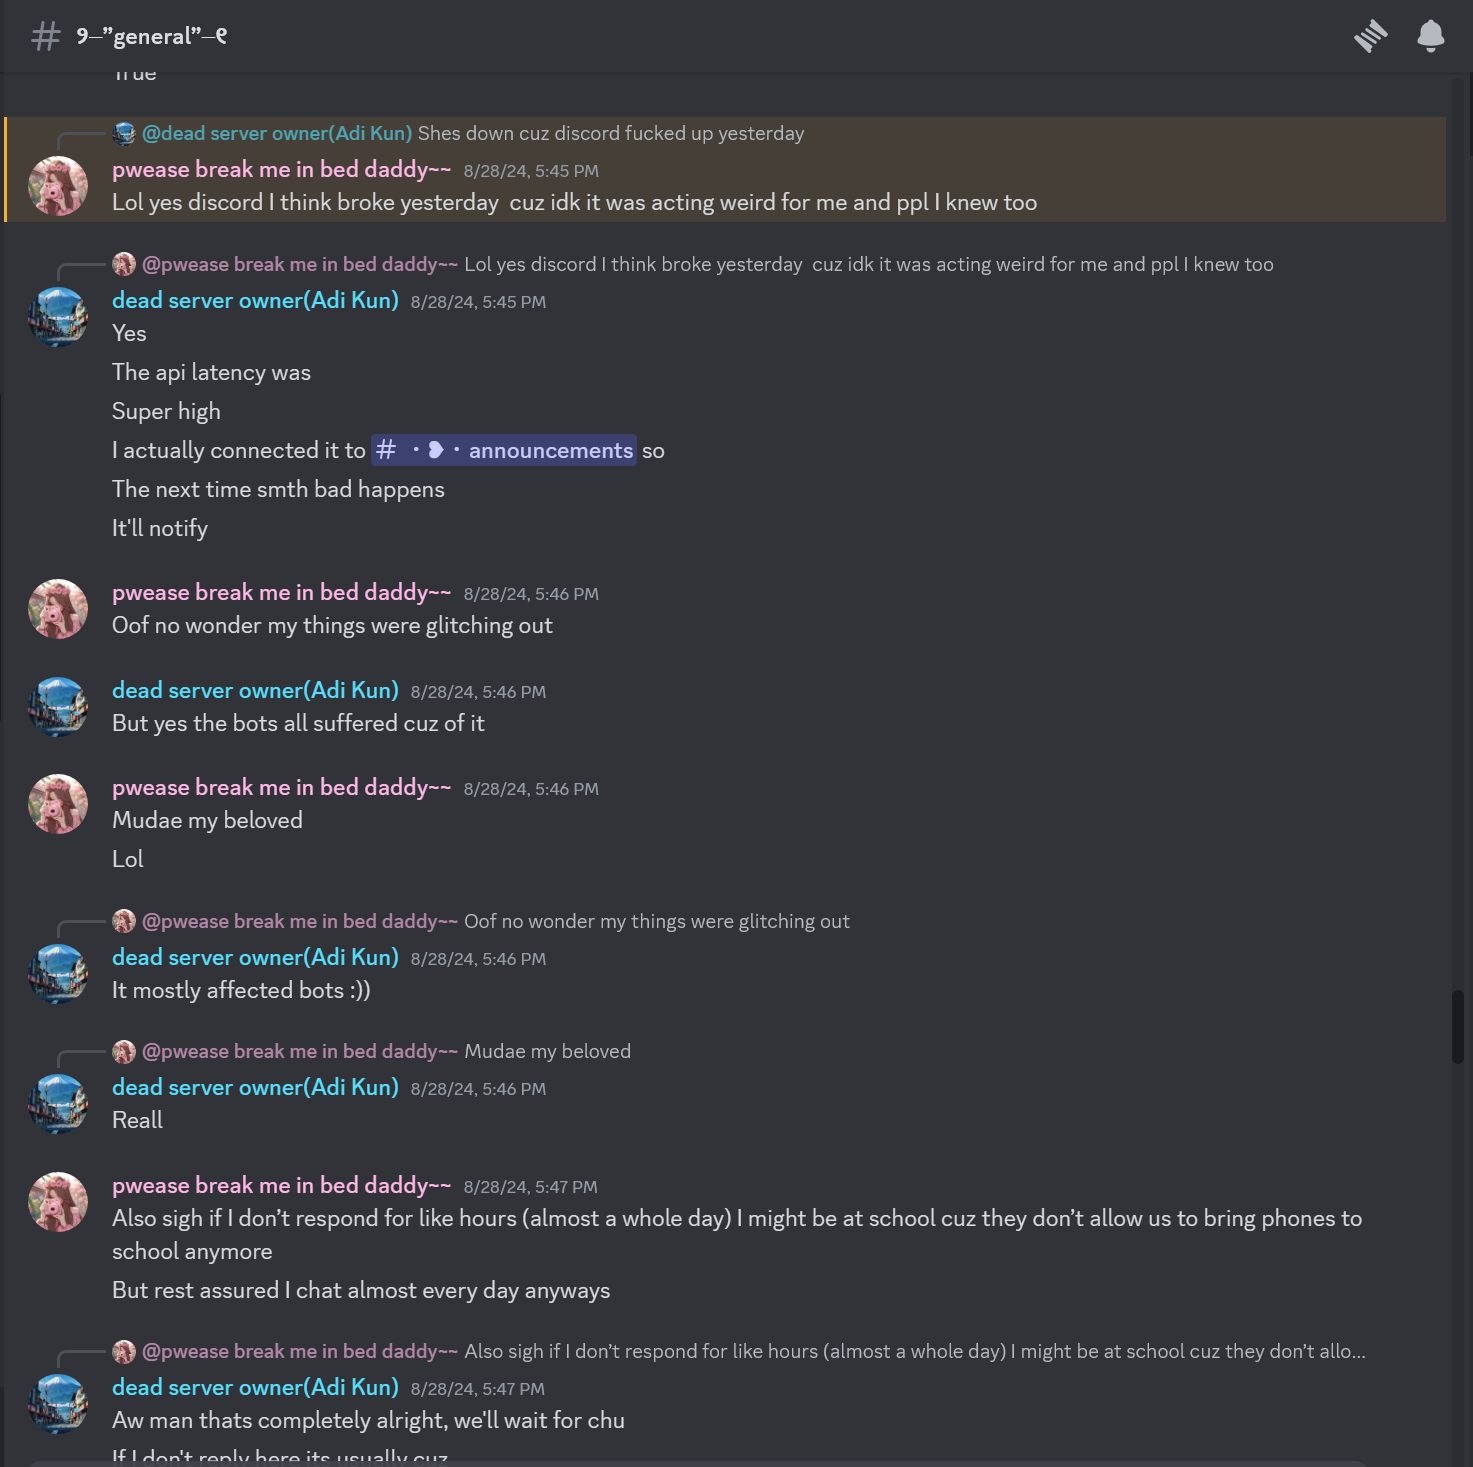 # ୨–”general”–୧
True
@dead server owner(Adi Kun) Shes down cuz discord fucked up yesterday
pwease break me in bed daddy~~ 8/28/24, 5:45 PM
Lol yes discord I think broke yesterday  cuz idk it was acting weird for me and ppl I knew too
@pwease break me in bed daddy~~ Lol yes discord I think broke yesterday  cuz idk it was acting weird for me and ppl I knew too
dead server owner(Adi Kun) 8/28/24, 5:45 PM
Yes
The api latency was
Super high
I actually connected it to # ・❥・announcements so
The next time smth bad happens
It'll notify
pwease break me in bed daddy~~ 8/28/24, 5:46 PM
Oof no wonder my things were glitching out
dead server owner(Adi Kun) 8/28/24, 5:46 PM
But yes the bots all suffered cuz of it
pwease break me in bed daddy~~ 8/28/24, 5:46 PM
Mudae my beloved
Lol
@pwease break me in bed daddy~~ Oof no wonder my things were glitching out
dead server owner(Adi Kun) 8/28/24, 5:46 PM
It mostly affected bots :))
@pwease break me in bed daddy~~ Mudae my beloved
dead server owner(Adi Kun) 8/28/24, 5:46 PM
Reall
pwease break me in bed daddy~~ 8/28/24, 5:47 PM
Also sigh if I don’t respond for like hours (almost a whole day) I might be at school cuz they don’t allow us to bring phones to
school anymore
But rest assured I chat almost every day anyways
@pwease break me in bed daddy~~ Also sigh if I don’t respond for like hours (almost a whole day) I might be at school cuz they don’t allo...
dead server owner(Adi Kun) 8/28/24, 5:47 PM
Aw man thats completely alright, we'll wait for chu
If I don't reply here its usually cuz